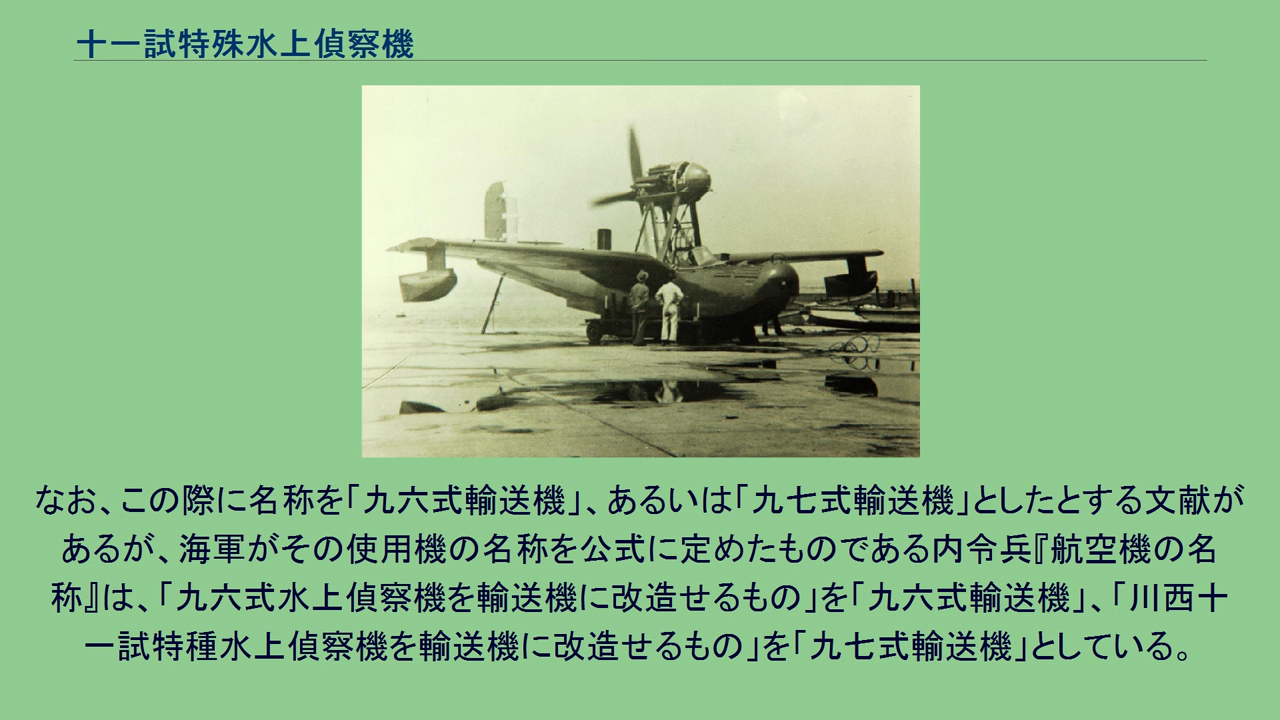 十一試特殊水上偵察機
なお、この際に名称を「九六式輸送機」、あるいは「九七式輸送機」としたとする文献が
あるが、海軍がその使用機の名称を公式に定めたものである内令兵『航空機の名
称』は、「九六式水上偵察機を輸送機に改造せるもの」を「九六式輸送機」、「川西十
一試特種水上偵察機を輸送機に改造せるもの」を「九七式輸送機」としている。